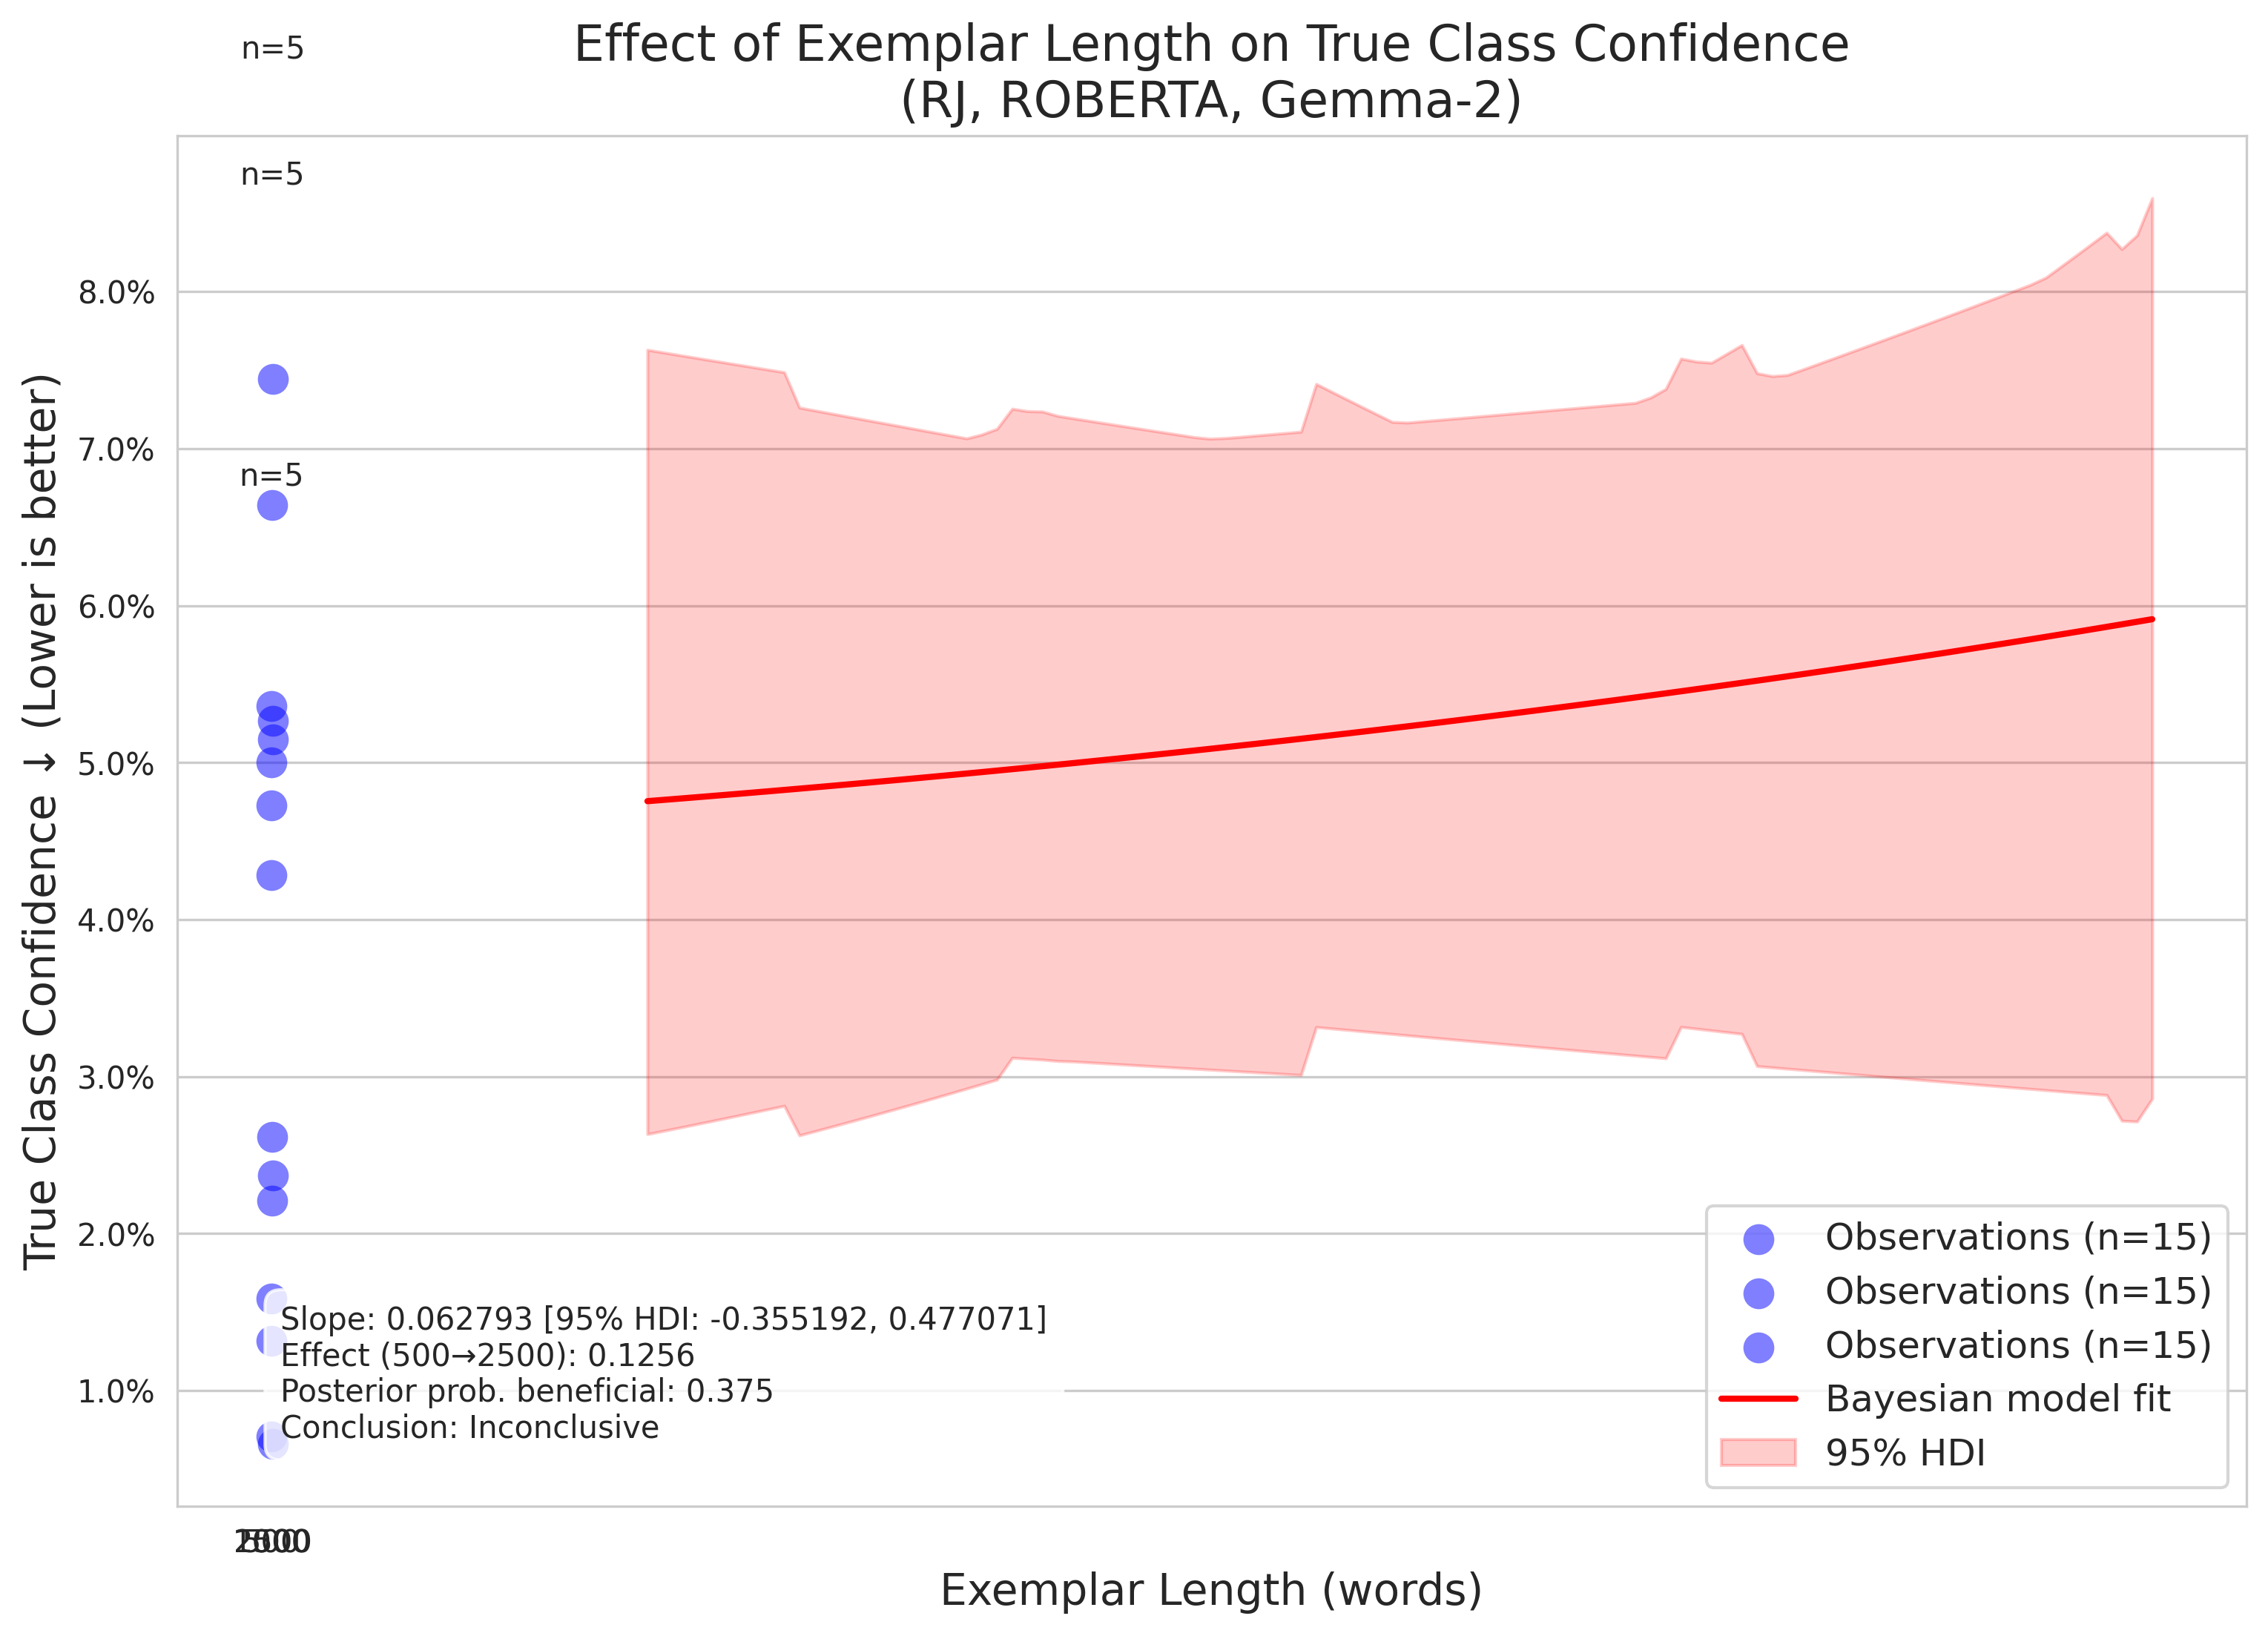 n=5
Effect of Exemplar Length on True Class Confidence
(RJ, ROBERTA, Gemma-2)
n=5
n=5
True Class Confidence ↓ (Lower is better)
8.0%
7.0%
6.0%
5.0%
4.0%
3.0%
2.0%
1.0%
Slope: 0.062793 [95% HDI: -0.355192, 0.477071]
Effect (500→2500): 0.1256
Posterior prob. beneficial: 0.375
Conclusion: Inconclusive
Observations (n=15)
Observations (n=15)
Observations (n=15)
Bayesian model fit
95% HDI
Exemplar Length (words)